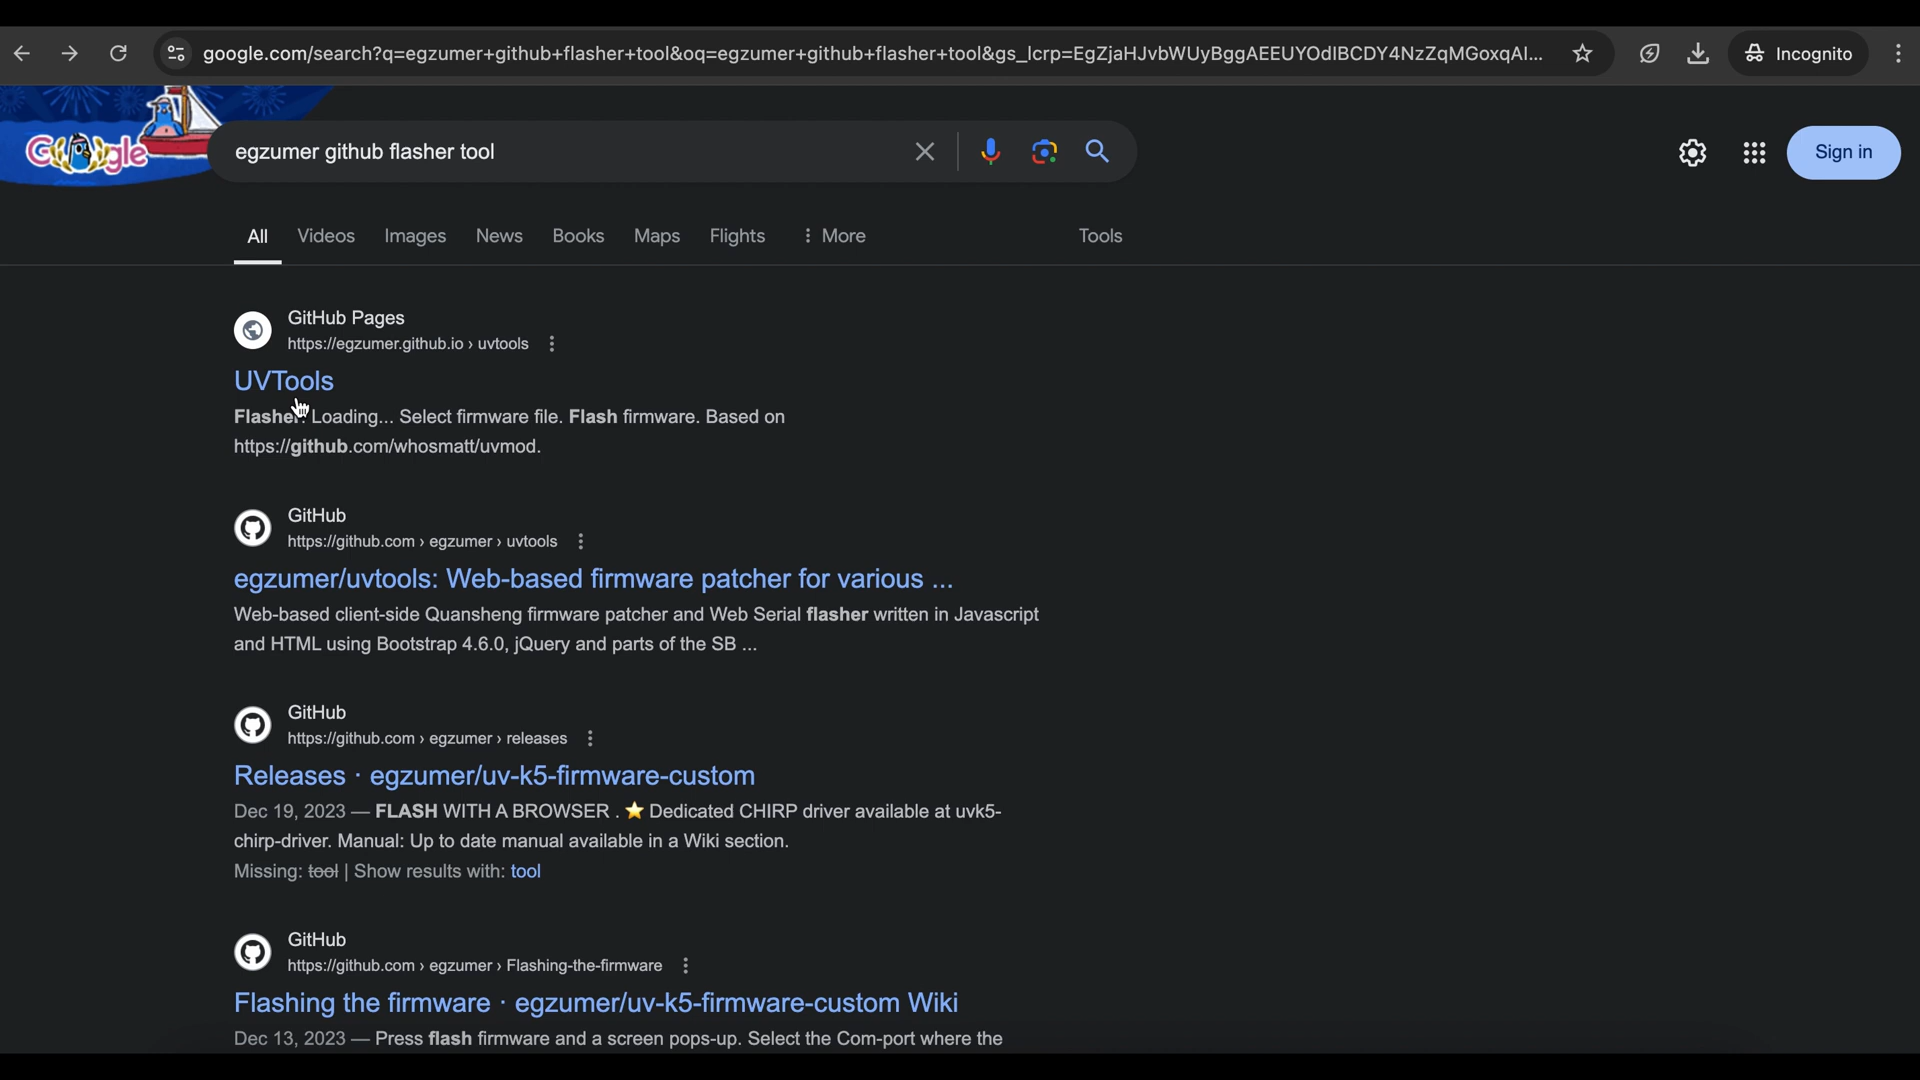 google.com/search?q=egzumer+github+flasher+tool&oq=egzumer+github+flasher+tool&gs_lcrp=EgZjaHJvbWUyBggAEEUYOdIBCDY4NzZqMGoxqAl...
Incognito
Google
egzumer github flasher tool
Sign in
All Videos Images News Books Maps Flights More Tools
GitHub Pages
https://egzumer.github.io › uvtools
UVTools
Flasher. Loading... Select firmware file. Flash firmware. Based on
https://github.com/whosmatt/uvmod.
GitHub
https://github.com › egzumer › uvtools
egzumer/uvtools: Web-based firmware patcher for various ...
Web-based client-side Quansheng firmware patcher and Web Serial flasher written in Javascript
and HTML using Bootstrap 4.6.0, jQuery and parts of the SB ...
GitHub
https://github.com › egzumer › releases
Releases · egzumer/uv-k5-firmware-custom
Dec 19, 2023 — FLASH WITH A BROWSER . ⭐ Dedicated CHIRP driver available at uvk5-
chirp-driver. Manual: Up to date manual available in a Wiki section.
Missing: tool | Show results with: tool
GitHub
https://github.com › egzumer › Flashing-the-firmware
Flashing the firmware · egzumer/uv-k5-firmware-custom Wiki
Dec 13, 2023 — Press flash firmware and a screen pops-up. Select the Com-port where the